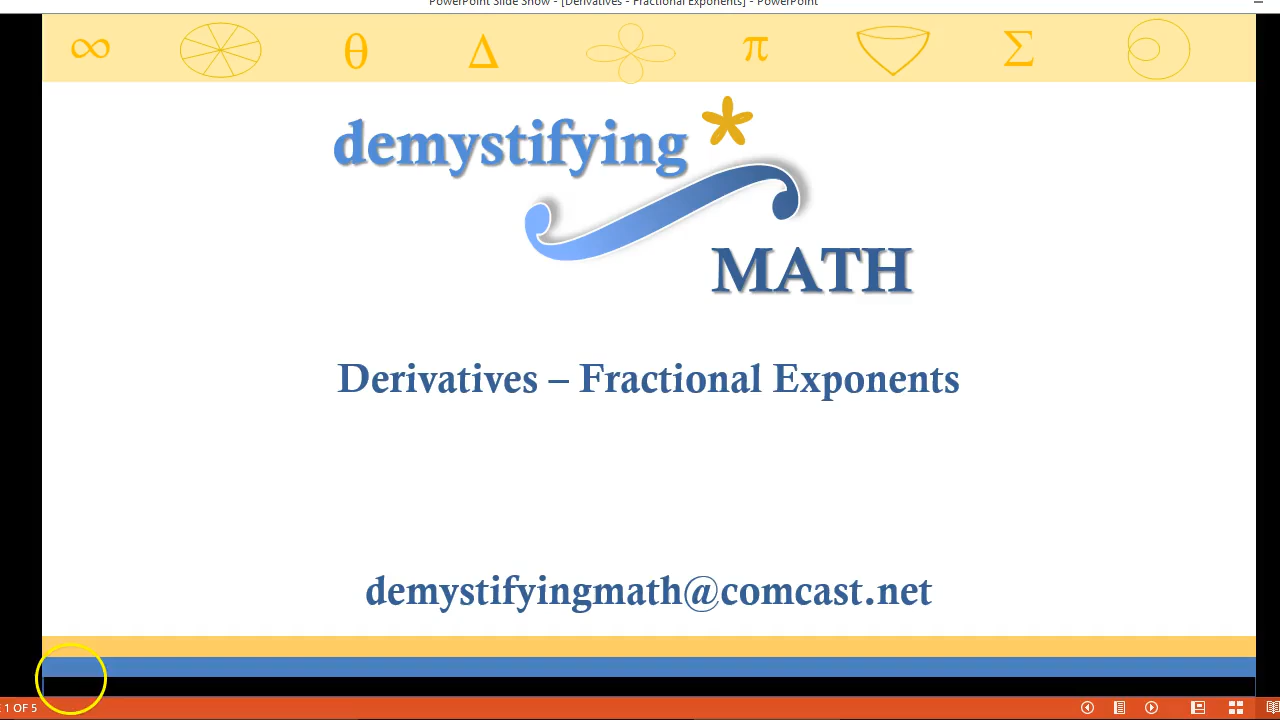 PowerPoint Slide Show - [Derivatives - Fractional Exponents] - PowerPoint
∞ θ Δ π Σ
demystifying
MATH
Derivatives – Fractional Exponents
demystifyingmath@comcast.net
1 OF 5